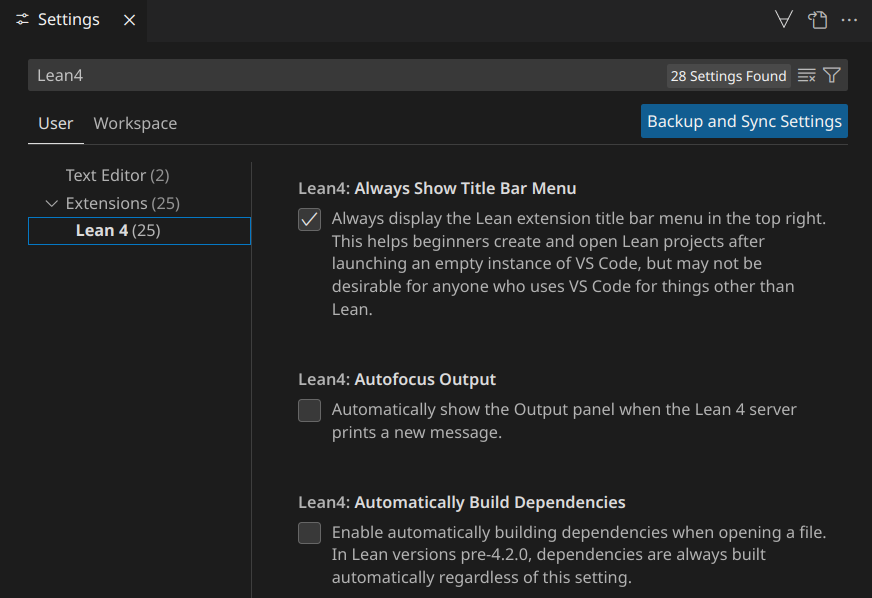 Settings
Lean4
28 Settings Found
User
Workspace
Backup and Sync Settings
Text Editor (2)
Extensions (25)
Lean 4 (25)
Lean4: Always Show Title Bar Menu
Always display the Lean extension title bar menu in the top right.
This helps beginners create and open Lean projects after
launching an empty instance of VS Code, but may not be
desirable for anyone who uses VS Code for things other than
Lean.
Lean4: Autofocus Output
Automatically show the Output panel when the Lean 4 server
prints a new message.
Lean4: Automatically Build Dependencies
Enable automatically building dependencies when opening a file.
In Lean versions pre-4.2.0, dependencies are always built
automatically regardless of this setting.